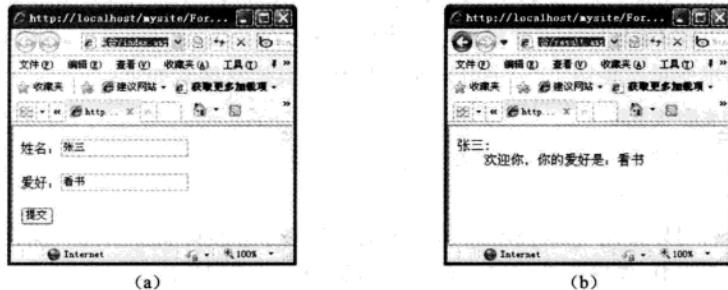 http://localhost/mysite/For...
文件(F) 编辑(E) 查看(V) 收藏夹(A) 工具(T)
收藏夹 建议网站 获取更多加载项
http...
姓名：张三
爱好：看书
提交
Internet 100%
(a)
http://localhost/mysite/For...
文件(F) 编辑(E) 查看(V) 收藏夹(A) 工具(T)
收藏夹 建议网站 获取更多加载项
http...
张三：
欢迎你，你的爱好是：看书
Internet 100%
(b)